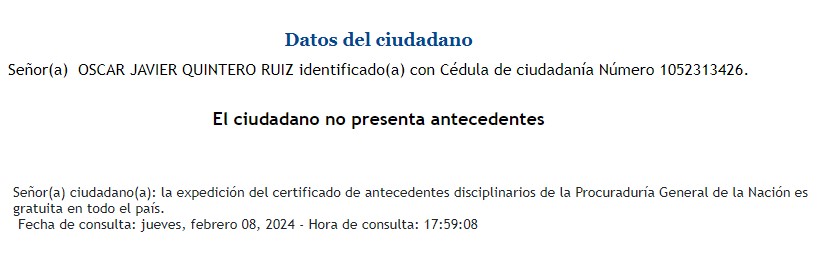 Datos del ciudadano
Señor(a)  OSCAR JAVIER QUINTERO RUIZ identificado(a) con Cédula de ciudadanía Número 1052313426.
El ciudadano no presenta antecedentes
Señor(a) ciudadano(a): la expedición del certificado de antecedentes disciplinarios de la Procuraduría General de la Nación es
gratuita en todo el país.
Fecha de consulta: jueves, febrero 08, 2024 - Hora de consulta: 17:59:08